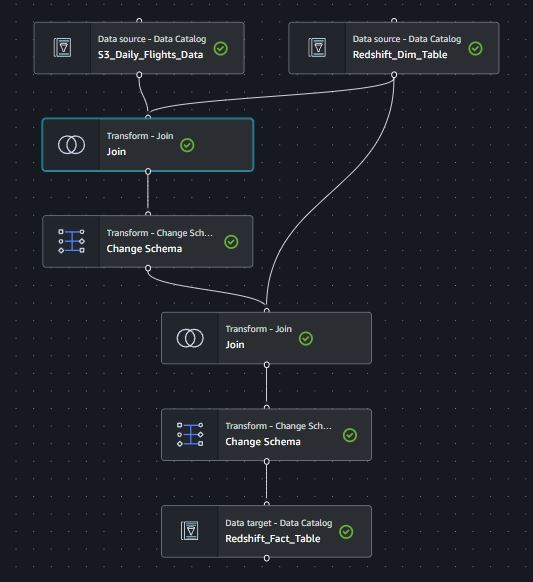 Data source - Data Catalog
S3_Daily_Flights_Data
Data source - Data Catalog
Redshift_Dim_Table
Transform - Join
Join
Transform - Change Sch...
Change Schema
Transform - Join
Join
Transform - Change Sch...
Change Schema
Data target - Data Catalog
Redshift_Fact_Table